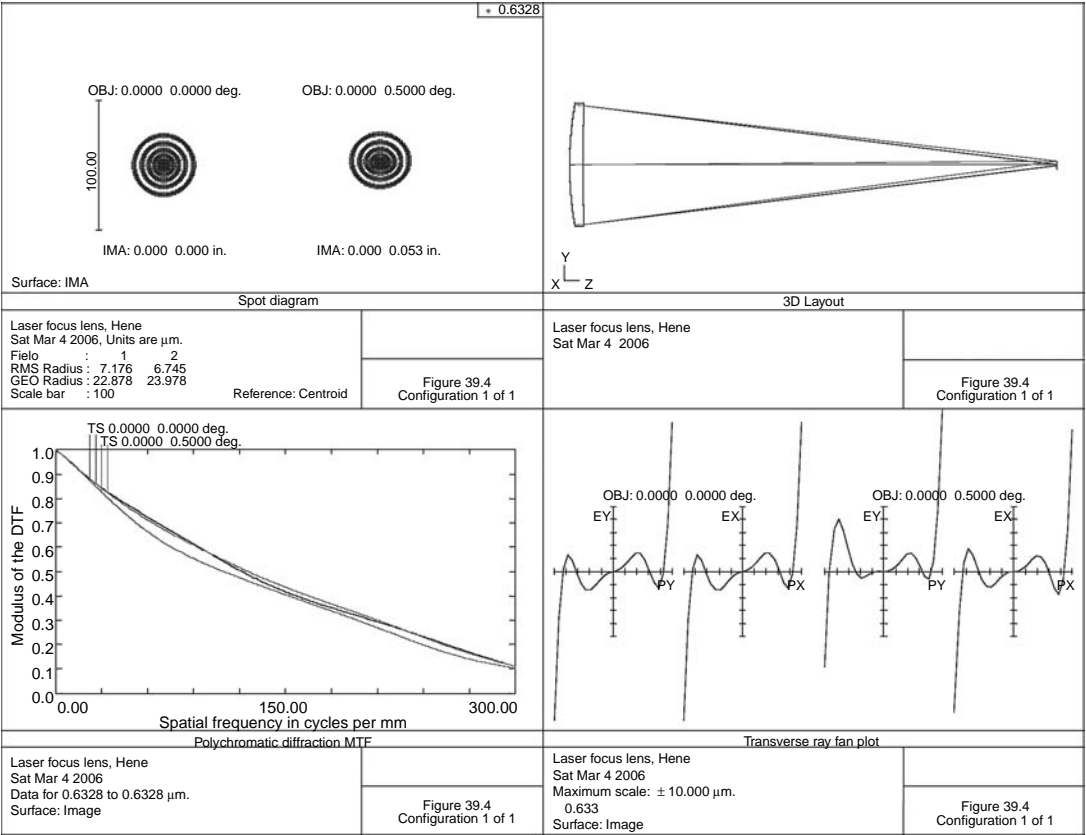 0.6328
OBJ: 0.0000 0.0000 deg.
OBJ: 0.0000 0.5000 deg.
100.00
IMA: 0.000 0.000 in.
IMA: 0.000 0.053 in.
Surface: IMA
Spot diagram
Laser focus lens, Hene
Sat Mar 4 2006, Units are μm.
Fielo : 1 2
RMS Radius : 7.176 6.745
GEO Radius : 22.878 23.978
Scale bar : 100 Reference: Centroid
Figure 39.4
Configuration 1 of 1
Y
X Z
3D Layout
Laser focus lens, Hene
Sat Mar 4 2006
Figure 39.4
Configuration 1 of 1
TS 0.0000 0.0000 deg.
TS 0.0000 0.5000 deg.
1.0
0.9
0.8
0.7
0.6
0.5
0.4
0.3
0.2
0.1
0.0
Modulus of the DTF
0.00 150.00 300.00
Spatial frequency in cycles per mm
Polychromatic diffraction MTF
Laser focus lens, Hene
Sat Mar 4 2006
Data for 0.6328 to 0.6328 μm.
Surface: Image
Figure 39.4
Configuration 1 of 1
OBJ: 0.0000 0.0000 deg.
OBJ: 0.0000 0.5000 deg.
EY EX EY EX
PY PX PY PX
Transverse ray fan plot
Laser focus lens, Hene
Sat Mar 4 2006
Maximum scale: ± 10.000 μm.
0.633
Surface: Image
Figure 39.4
Configuration 1 of 1